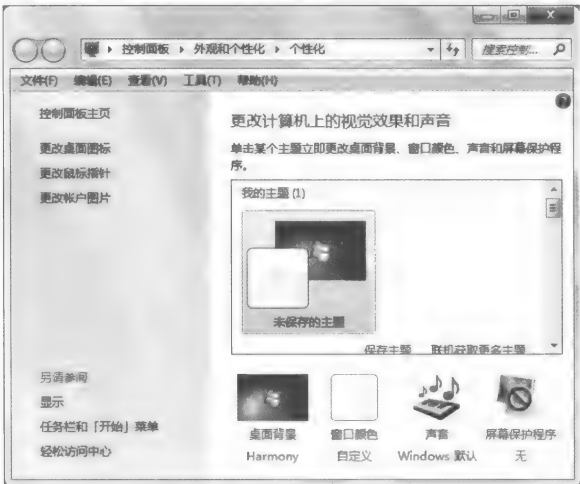 控制面板 ▸ 外观和个性化 ▸ 个性化
搜索控制...
文件(F) 编辑(E) 查看(V) 工具(T) 帮助(H)
控制面板主页
更改桌面图标
更改鼠标指针
更改帐户图片
更改计算机上的视觉效果和声音
单击某个主题立即更改桌面背景、窗口颜色、声音和屏幕保护程
序。
我的主题 (1)
未保存的主题
保存主题 联机获取更多主题
另请参阅
显示
任务栏和「开始」菜单
轻松访问中心
桌面背景 窗口颜色 声音 屏幕保护程序
Harmony 自定义 Windows 默认 无